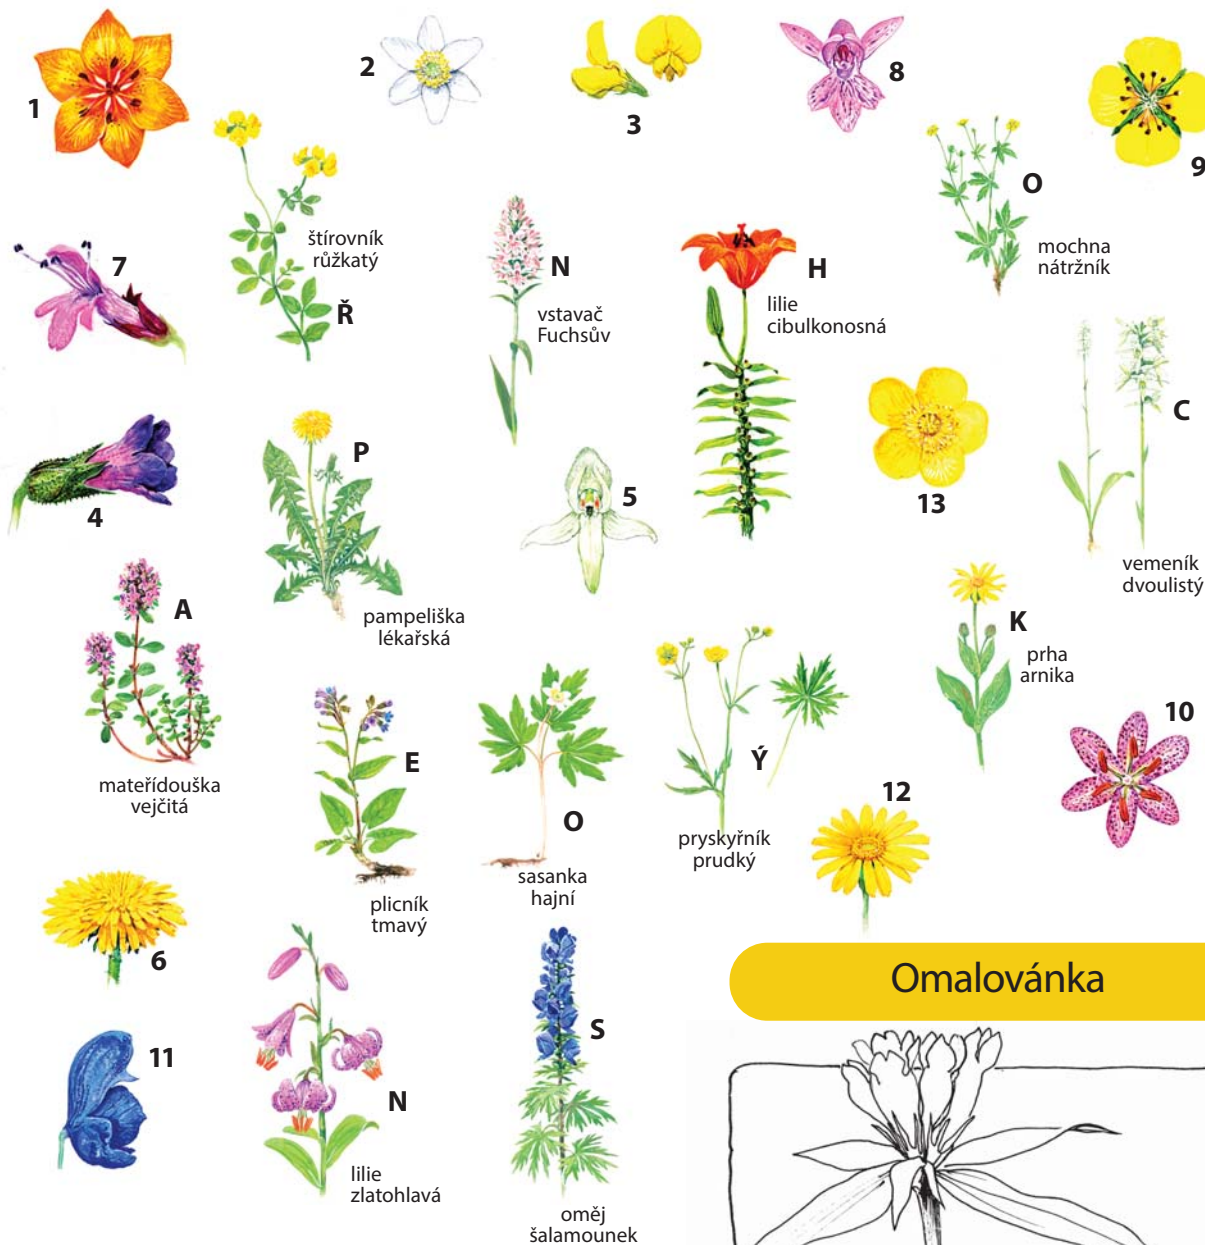 1
2
3
8
9
O
mochna
nátržník
štírovník
růžkatý
Ř
7
N
vstavač
Fuchsův
H
lilie
cibulkonosná
C
vemeník
dvoulistý
4
P
pampeliška
lékařská
5
13
A
mateřídouška
vejčitá
K
prha
arnika
10
E
plicník
tmavý
O
sasanka
hajní
Ý
pryskyřník
prudký
12
6
11
N
lilie
zlatohlavá
S
oměj
šalamounek
Omalovánka